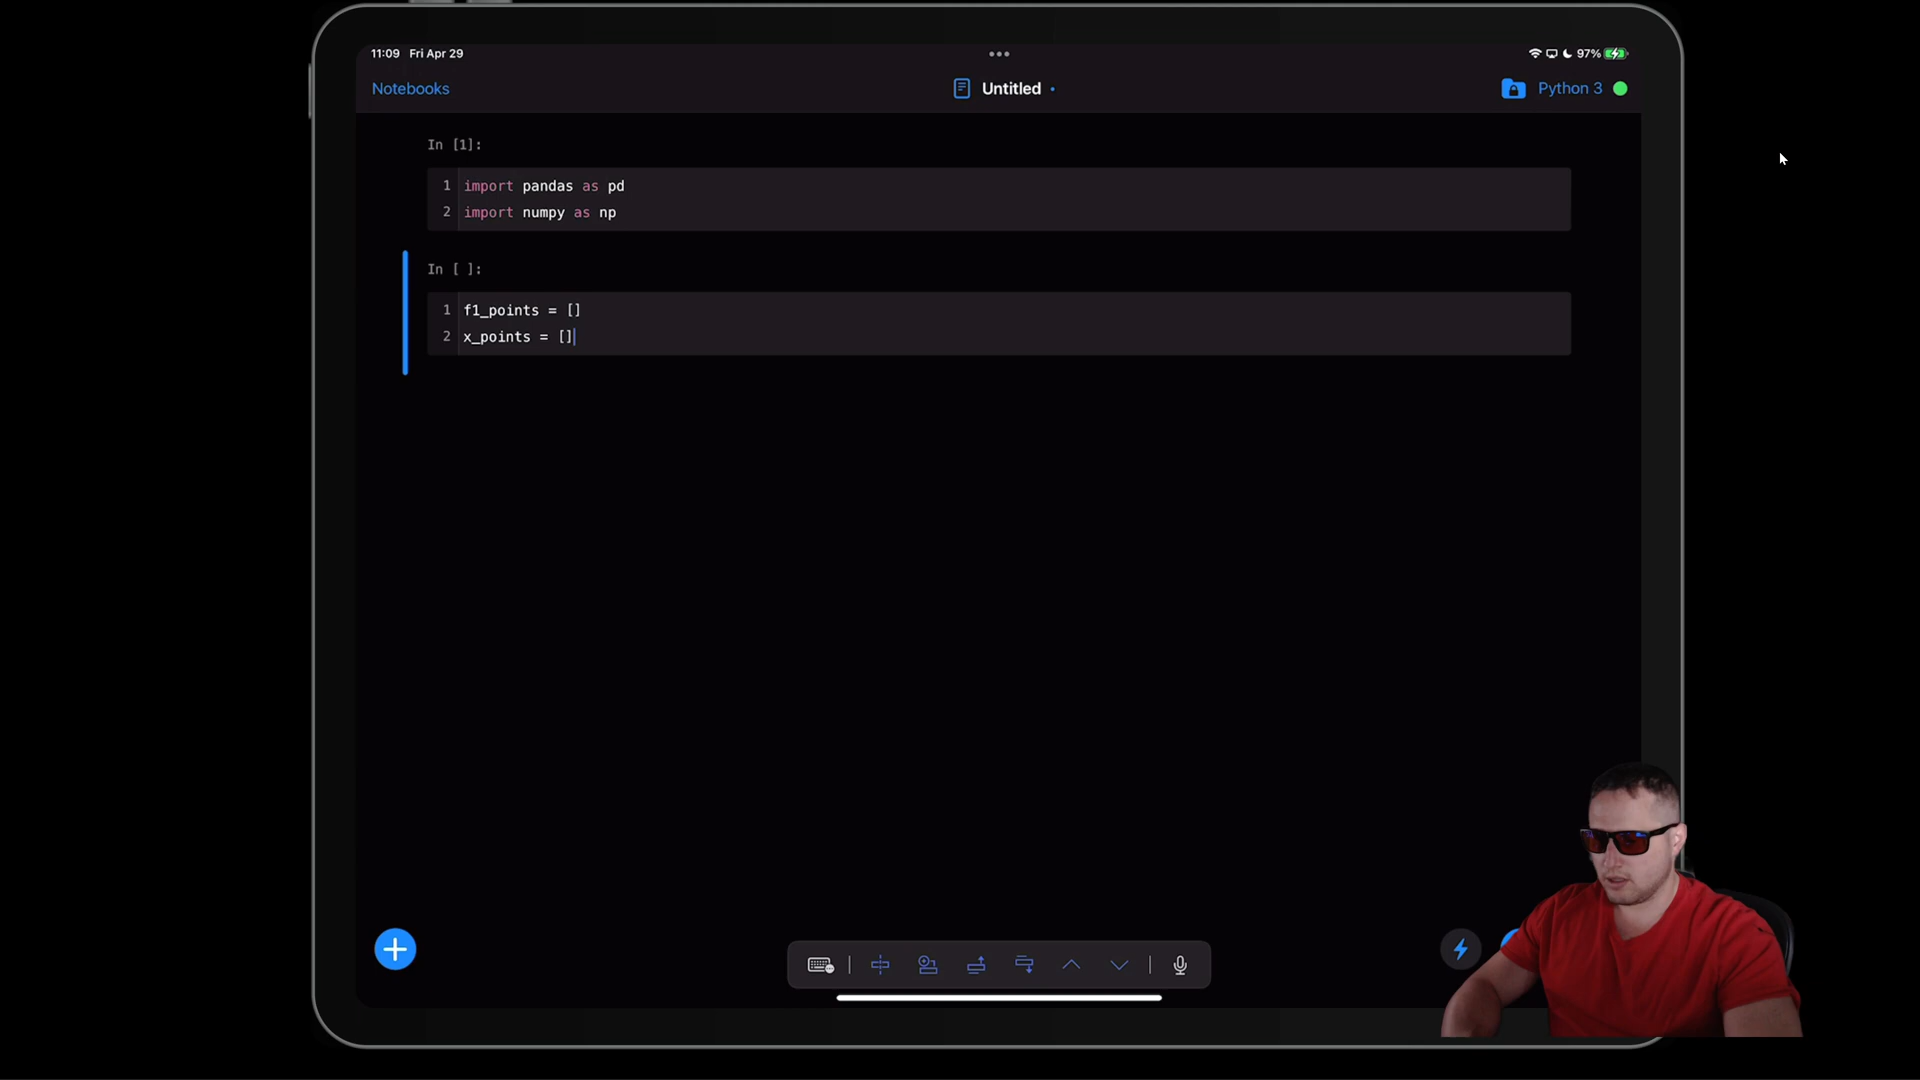 11:09 Fri Apr 29
97%
Notebooks
Untitled
Python 3
In [1]:
1 import pandas as pd
2 import numpy as np
In [ ]:
1 f1_points = []
2 x_points = []